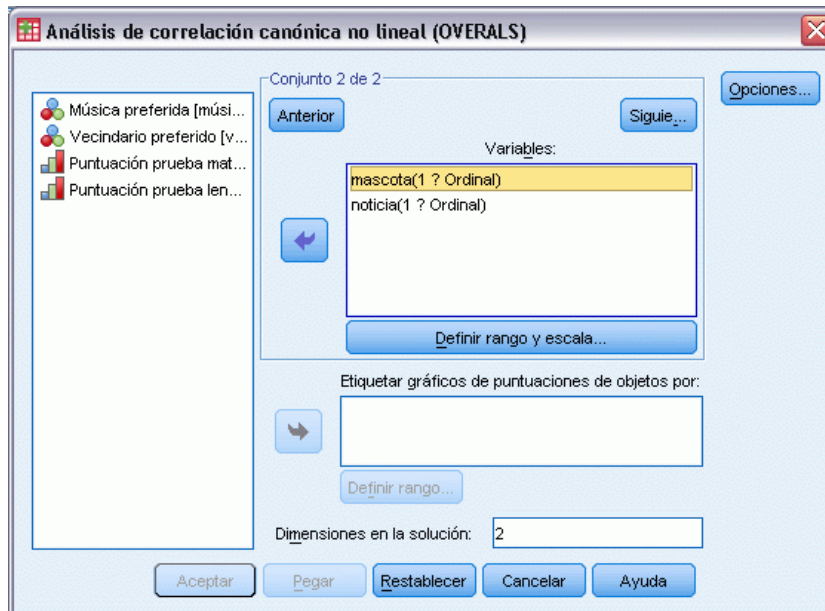 Análisis de correlación canónica no lineal (OVERALS)
Música preferida [músi...
Vecindario preferido [v...
Puntuación prueba mat...
Puntuación prueba len...
Conjunto 2 de 2
Anterior
Siguie...
Variables:
mascota(1 ? Ordinal)
noticia(1 ? Ordinal)
Definir rango y escala...
Opciones...
Etiquetar gráficos de puntuaciones de objetos por:
Definir rango...
Dimensiones en la solución: 2
Aceptar Pegar Restablecer Cancelar Ayuda